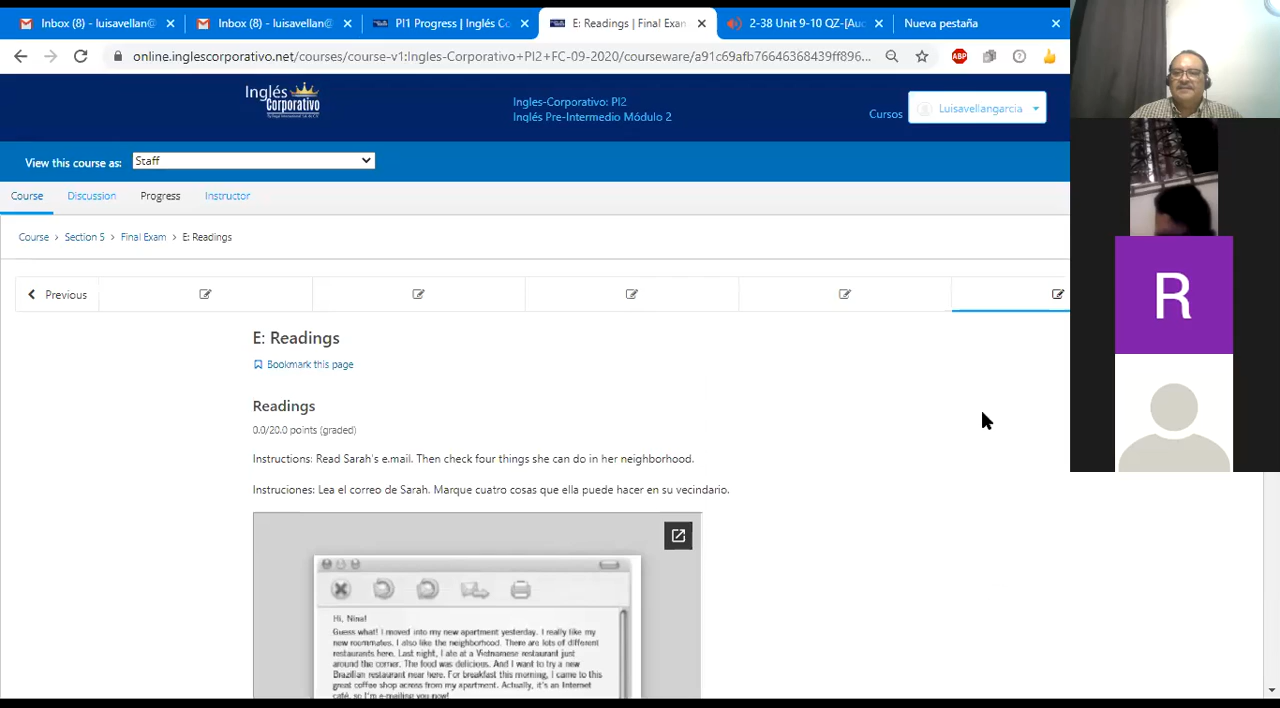 Inbox (8) - luisavellan@
Inbox (8) - luisavellan@
PI1 Progress | Inglés Co
E: Readings | Final Exan
2-38 Unit 9-10 QZ-[Auc
Nueva pestaña
online.inglescorporativo.net/courses/course-v1:Ingles-Corporativo+PI2+FC-09-2020/courseware/a91c69afb76646368439ff896...
ABP
Inglés
Corporativo
Ingles-Corporativo: PI2
Inglés Pre-Intermedio Módulo 2
Cursos
Luisavellangarcia
View this course as:
Staff
Course
Discussion
Progress
Instructor
Course > Section 5 > Final Exam > E: Readings
Previous
E: Readings
Bookmark this page
Readings
0.0/20.0 points (graded)
Instructions: Read Sarah's e.mail. Then check four things she can do in her neighborhood.
Instruciones: Lea el correo de Sarah. Marque cuatro cosas que ella puede hacer en su vecindario.
Hi, Nina!
Guess what! I moved into my new apartment yesterday. I really like my
new roommates. I also like the neighborhood. There are lots of different
restaurants here. Last night, I ate at a Vietnamese restaurant just
around the corner. The food was delicious. And I want to try a new
Brazilian restaurant near here. For breakfast this morning, I came to this
great coffee shop across from my apartment. Actually, it's an Internet
café, so I'm e-mailing you now!
R